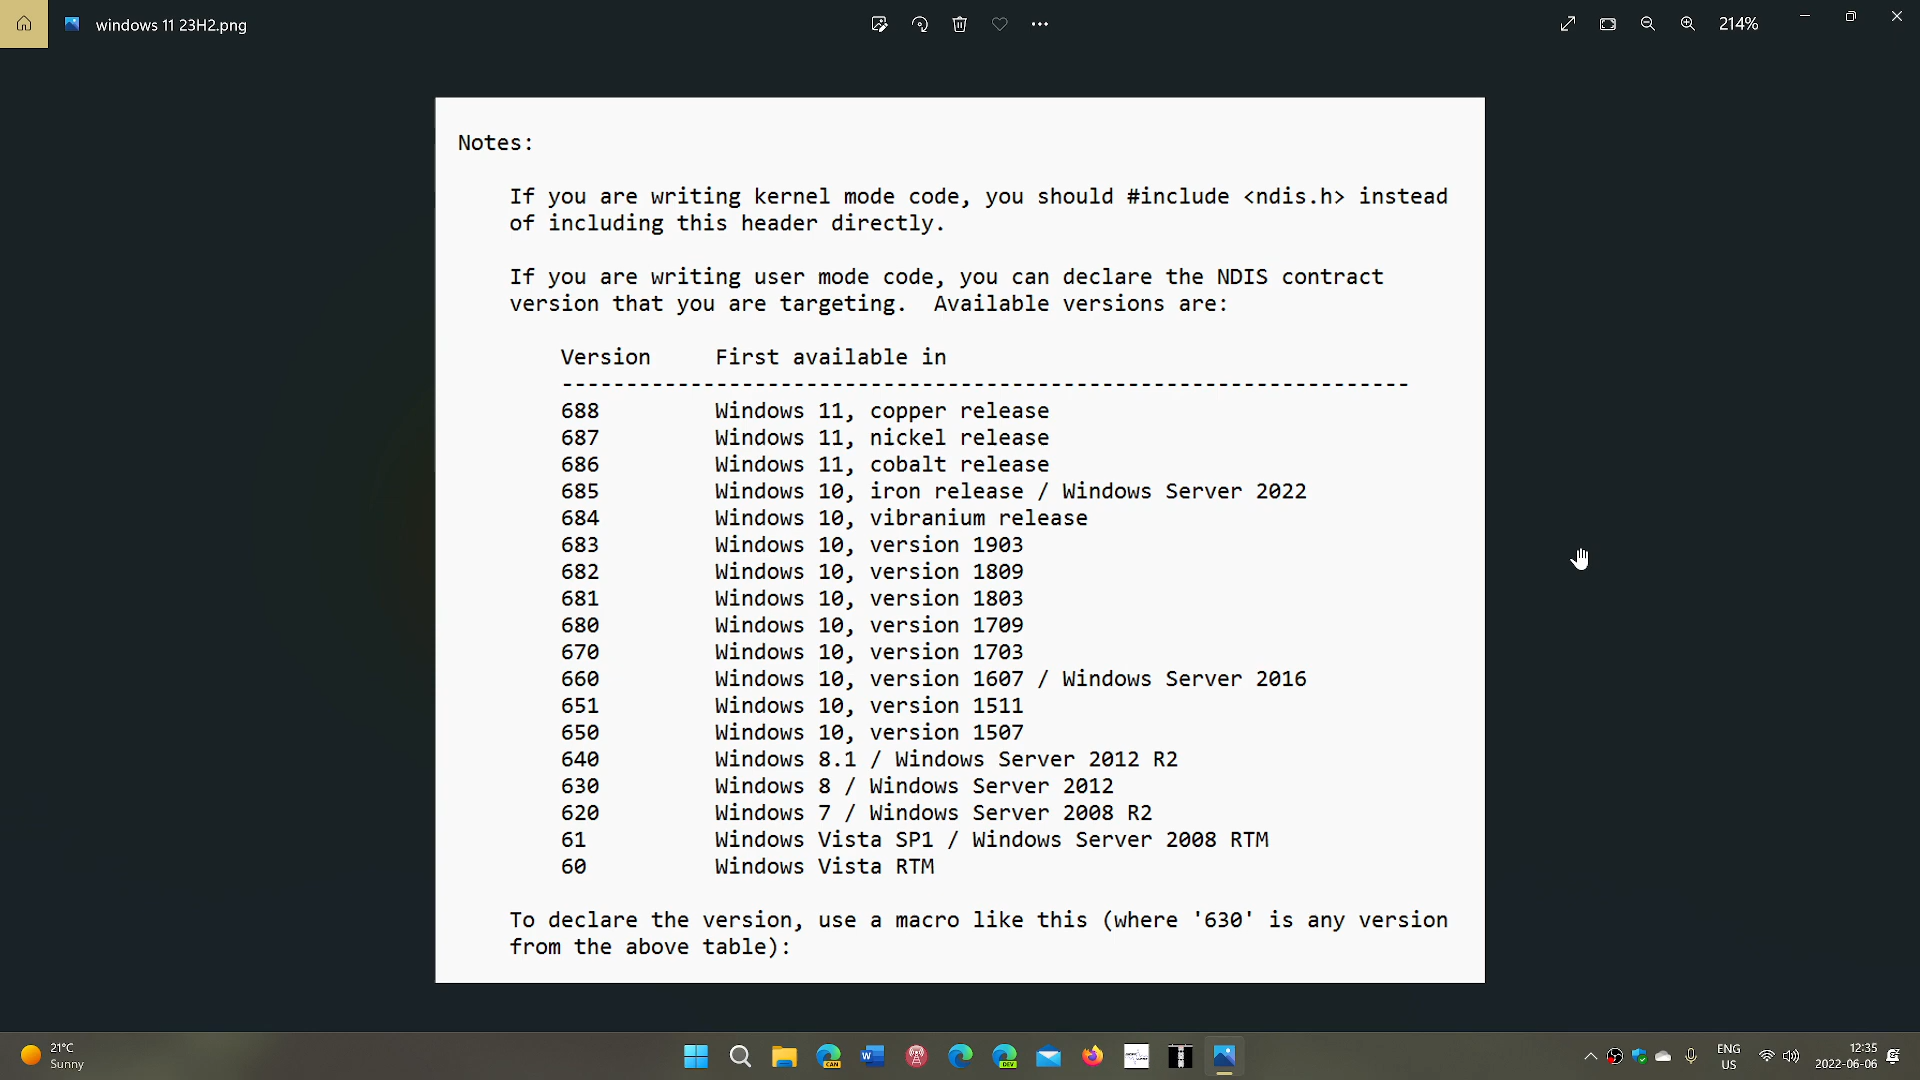 windows 11 23H2.png
214%
Notes:
If you are writing kernel mode code, you should #include <ndis.h> instead
of including this header directly.
If you are writing user mode code, you can declare the NDIS contract
version that you are targeting.  Available versions are:
Version First available in
------------------------------------------------------------------
688 Windows 11, copper release
687 Windows 11, nickel release
686 Windows 11, cobalt release
685 Windows 10, iron release / Windows Server 2022
684 Windows 10, vibranium release
683 Windows 10, version 1903
682 Windows 10, version 1809
681 Windows 10, version 1803
680 Windows 10, version 1709
670 Windows 10, version 1703
660 Windows 10, version 1607 / Windows Server 2016
651 Windows 10, version 1511
650 Windows 10, version 1507
640 Windows 8.1 / Windows Server 2012 R2
630 Windows 8 / Windows Server 2012
620 Windows 7 / Windows Server 2008 R2
61 Windows Vista SP1 / Windows Server 2008 RTM
60 Windows Vista RTM
To declare the version, use a macro like this (where '630' is any version
from the above table):
21°C
Sunny
CAN
DEV
ENG
US
12:35
2022-06-06